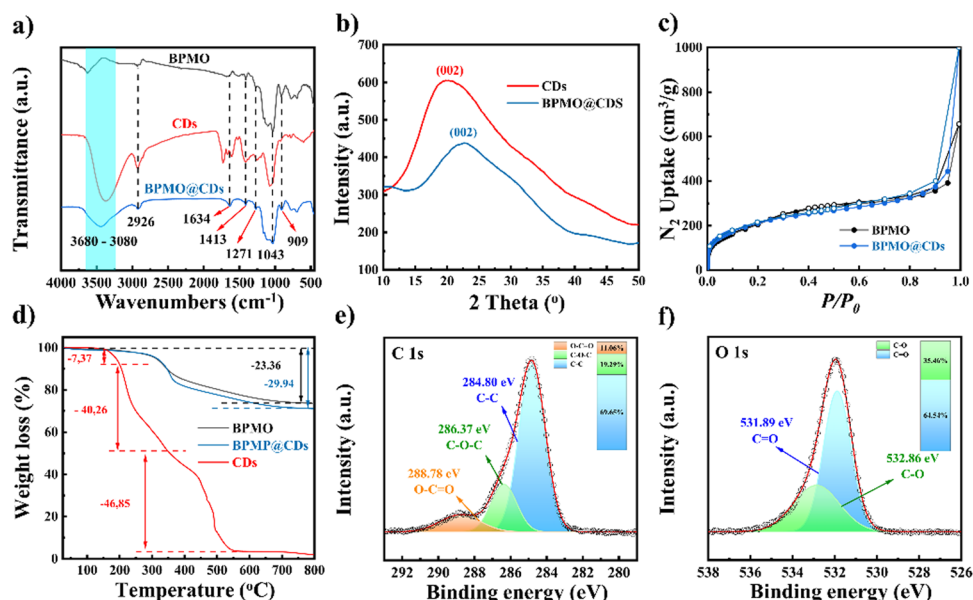 a)
BPMO
CDs
BPMO@CDs
3680 - 3080
2926
1634
1413
1271
1043
909
Transmittance (a.u.)
4000 3500 3000 2500 2000 1500 1000 500
Wavenumbers (cm⁻¹)
b)
(002)
(002)
CDs
BPMO@CDS
Intensity (a.u.)
700
600
500
400
300
200
100
10 15 20 25 30 35 40 45 50
2 Theta (°)
c)
N₂ Uptake (cm³/g)
1000
800
600
400
200
0
BPMO
BPMO@CDs
0.0 0.2 0.4 0.6 0.8 1.0
P/P₀
d)
Weight loss (%)
100
80
60
40
20
0
-7,37
- 40,26
-46,85
-23.36
-29.94
BPMO
BPMP@CDs
CDs
100 200 300 400 500 600 700 800
Temperature (°C)
e)
C 1s
O-C=O
C-O-C
C-C
11.06%
19.29%
69.65%
284.80 eV
C-C
286.37 eV
C-O-C
288.78 eV
O-C=O
Intensity (a.u.)
292 290 288 286 284 282 280
Binding energy (eV)
f)
O 1s
C-O
C=O
35.46%
64.54%
531.89 eV
C=O
532.86 eV
C-O
Intensity (a.u.)
538 536 534 532 530 528 526
Binding energy (eV)